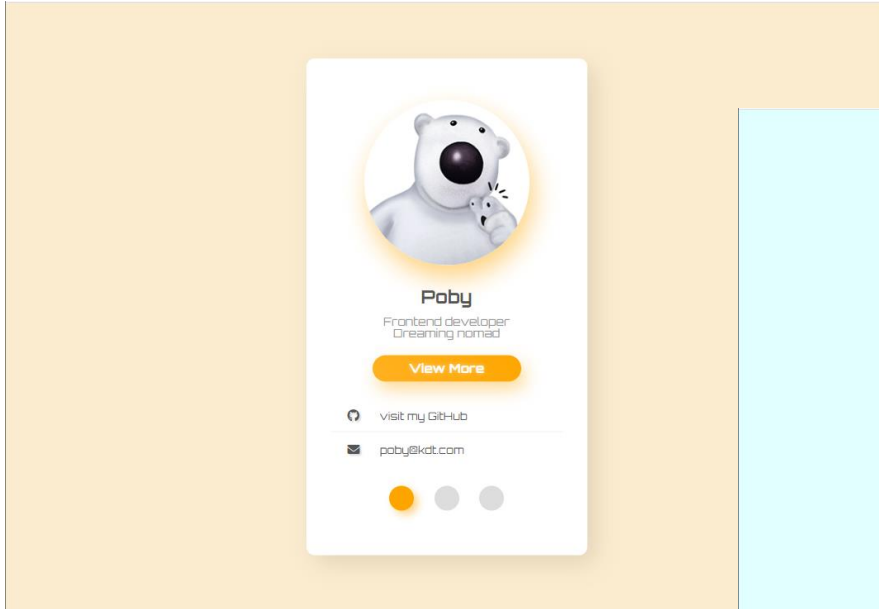 Poby
Frontend developer
Dreaming nomad
View More
visit my GitHub
poby@kdt.com